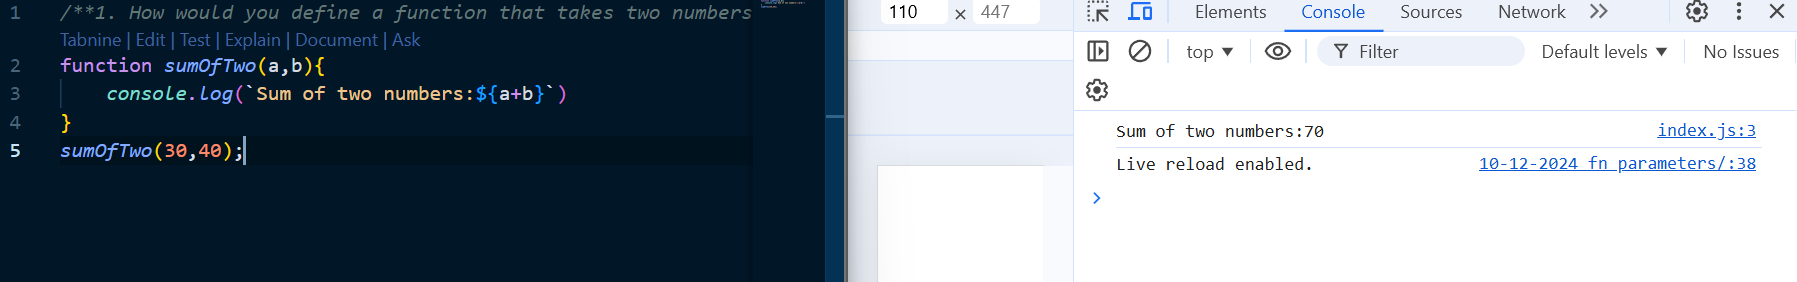 1 /**1. How would you define a function that takes two numbers
Tabnine | Edit | Test | Explain | Document | Ask
2 function sumOfTwo(a,b){
3 console.log(`Sum of two numbers:${a+b}`)
4 }
5 sumOfTwo(30,40);
110 × 447
Elements Console Sources Network
top Filter Default levels ▼ No Issues
Sum of two numbers:70 index.js:3
Live reload enabled. 10-12-2024 fn parameters/:38